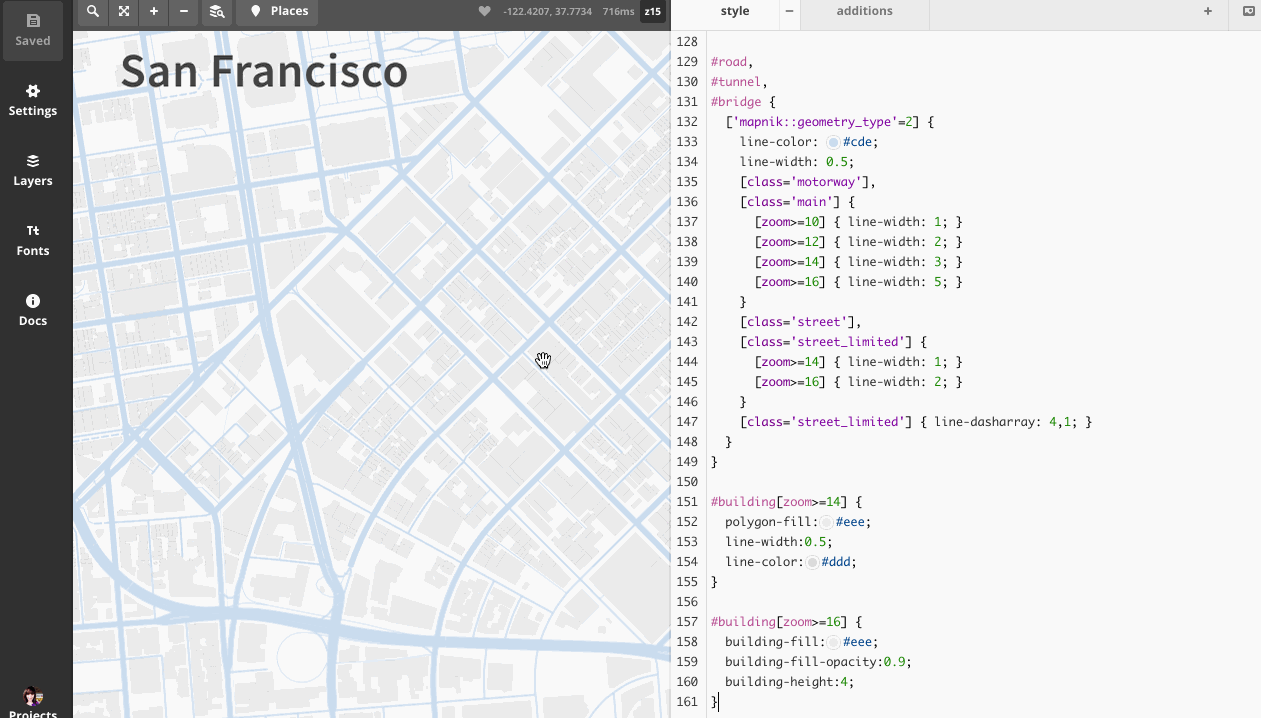 Saved
Settings
Layers
Fonts
Docs
Projects
Places
-122.4207, 37.7734 716ms z15
San Francisco
style
additions
128
129 #road,
130 #tunnel,
131 #bridge {
132 ['mapnik::geometry_type'=2] {
133 line-color: #cde;
134 line-width: 0.5;
135 [class='motorway'],
136 [class='main'] {
137 [zoom>=10] { line-width: 1; }
138 [zoom>=12] { line-width: 2; }
139 [zoom>=14] { line-width: 3; }
140 [zoom>=16] { line-width: 5; }
141 }
142 [class='street'],
143 [class='street_limited'] {
144 [zoom>=14] { line-width: 1; }
145 [zoom>=16] { line-width: 2; }
146 }
147 [class='street_limited'] { line-dasharray: 4,1; }
148 }
149 }
150
151 #building[zoom>=14] {
152 polygon-fill: #eee;
153 line-width:0.5;
154 line-color: #ddd;
155 }
156
157 #building[zoom>=16] {
158 building-fill: #eee;
159 building-fill-opacity:0.9;
160 building-height:4;
161 }